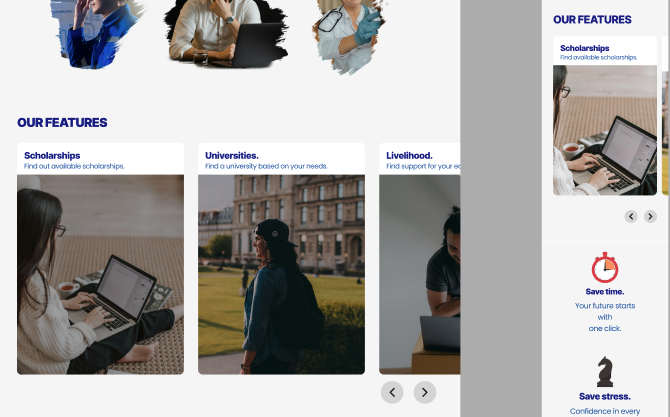 OUR FEATURES
Scholarships
Find out available scholarships.
Universities.
Find a university based on your needs.
Livelihood.
Find support for your
OUR FEATURES
Scholarships
Find available scholarships.
Save time.
Your future starts
with
one click.
Save stress.
Confidence in every